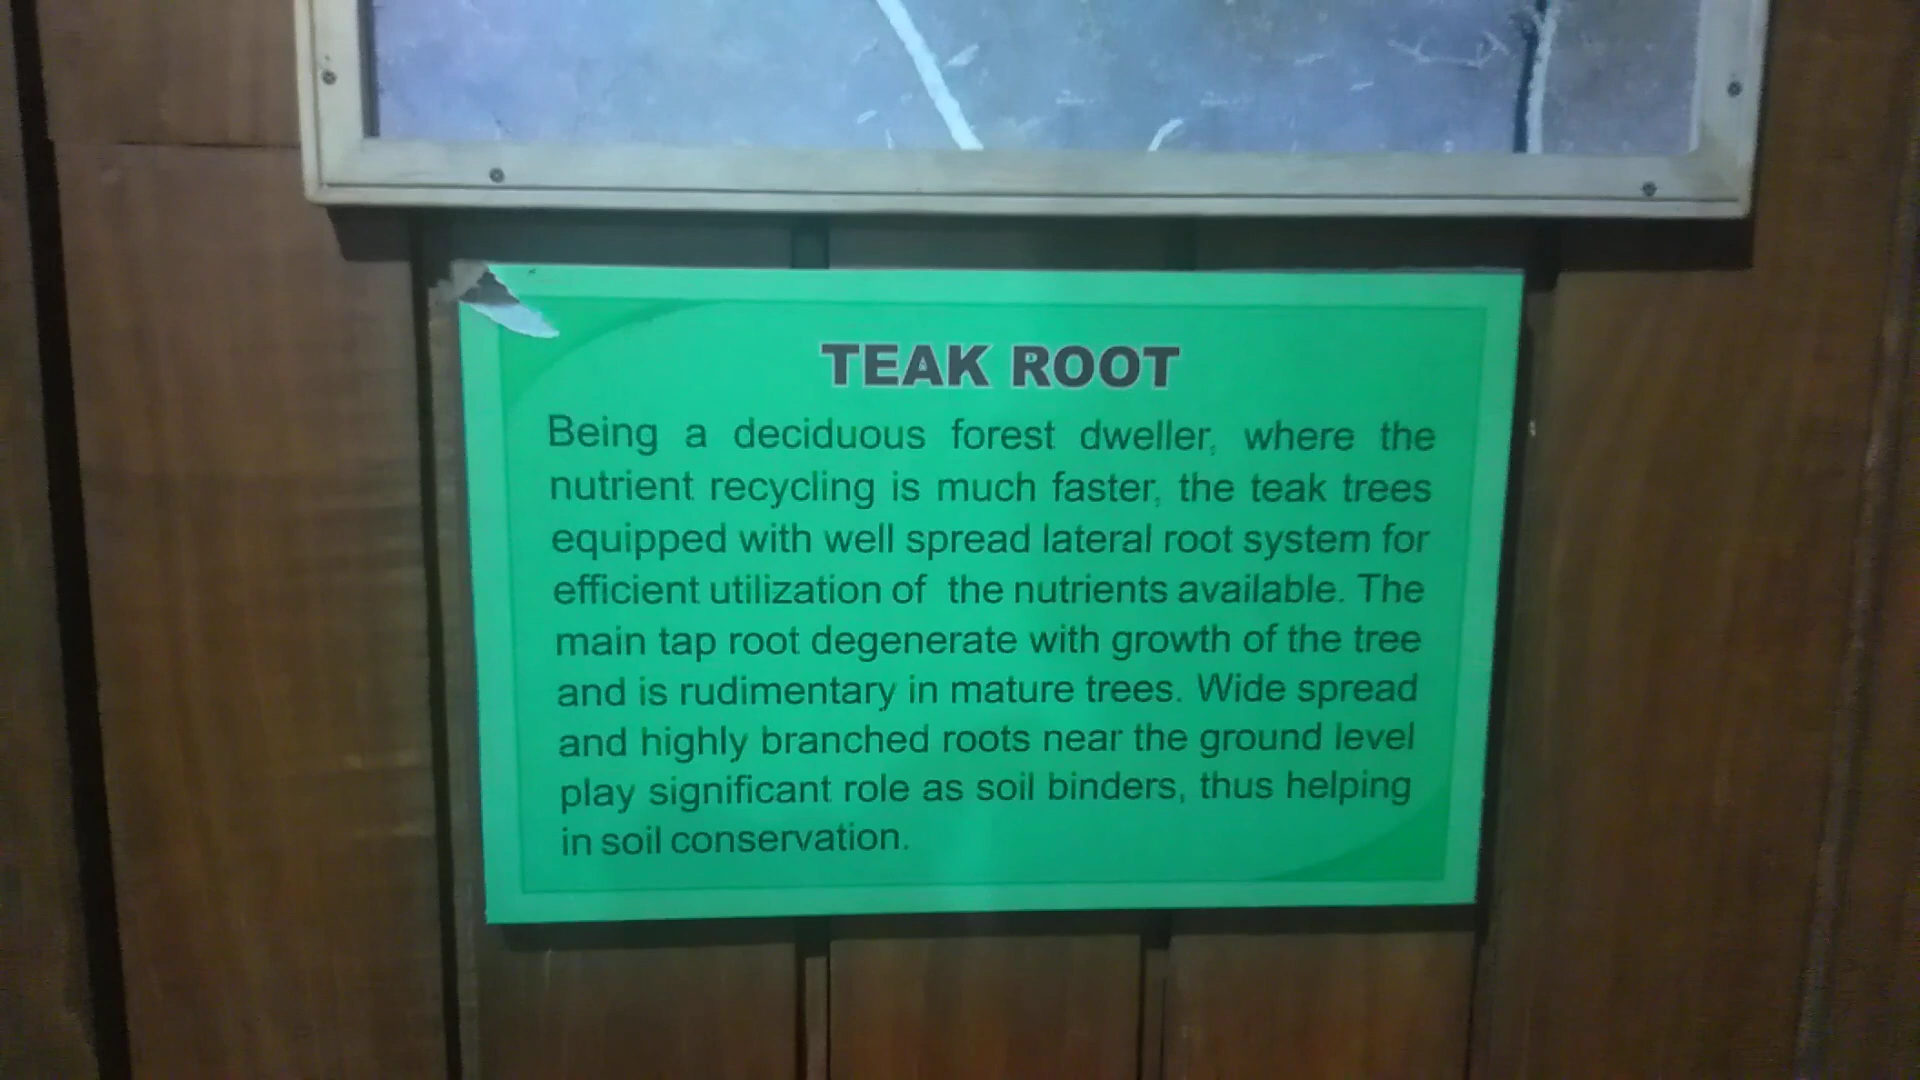 TEAK ROOT
Being a deciduous forest dweller, where the
nutrient recycling is much faster, the teak trees
equipped with well spread lateral root system for
efficient utilization of the nutrients available. The
main tap root degenerate with growth of the tree
and is rudimentary in mature trees. Wide spread
and highly branched roots near the ground level
play significant role as soil binders, thus helping
in soil conservation.